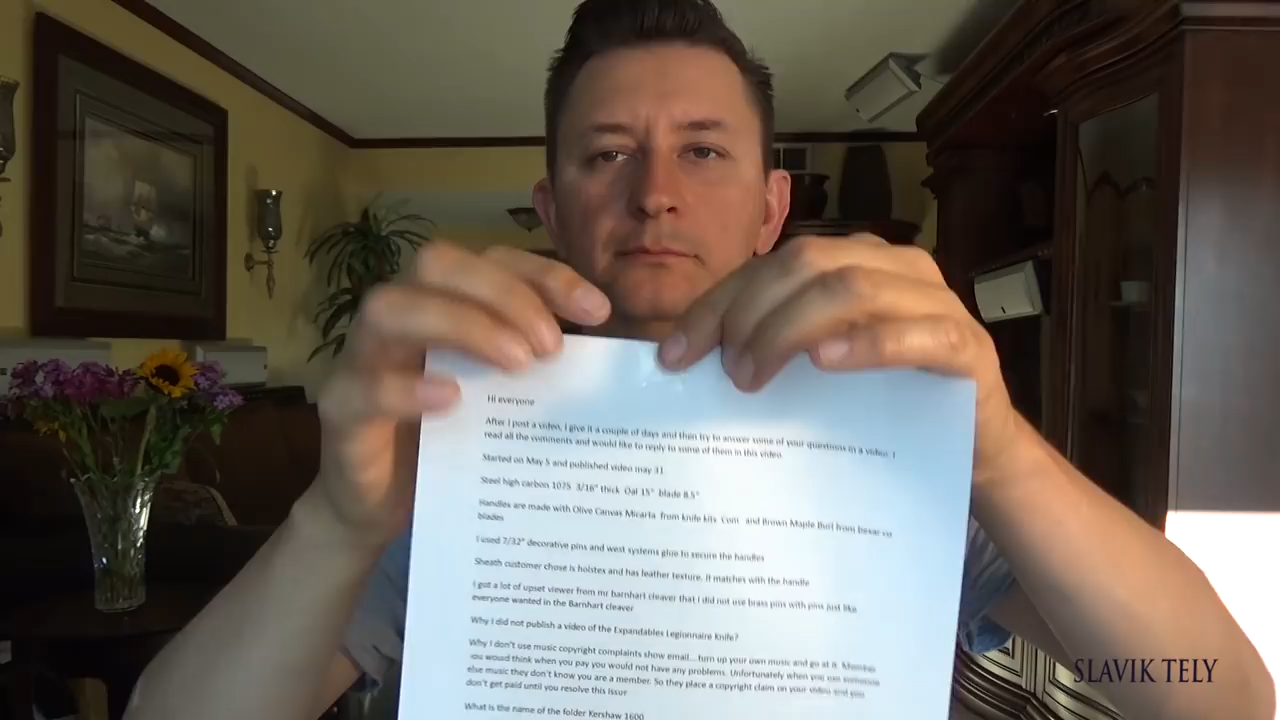 Hi everyone
After I post a video, I give it a couple of days and then try to answer some of your questions in a video. I
read all the comments and would like to reply to some of them in this video
Started on May 5 and published video may 31
Steel high carbon 1075 3/16" thick Oal 15" blade 8.5"
Handles are made with Olive Canvas Micarta from knife kits. Com and Brown Maple Burl from bexar
blades
I used 7/32" decorative pins and west systems glue to secure the handles
Sheath customer chose is holstex and has leather texture. It matches with the handle
I got a lot of upset viewer from mr barnhart cleaver that I did not use brass pins with pins just like
everyone wanted in the Barnhart cleaver
Why I did not publish a video of the Expandables Legionnaire Knife?
Why I don't use music copyright complaints show email....turn up your own music and go at it.
you would think when you pay you would not have any problems. Unfortunately when you use someone
else music they don't know you are a member. So they place a copyright claim on your video and you
don't get paid until you resolve this issue
What is the name of the folder Kershaw 1600
SLAVIK TELY